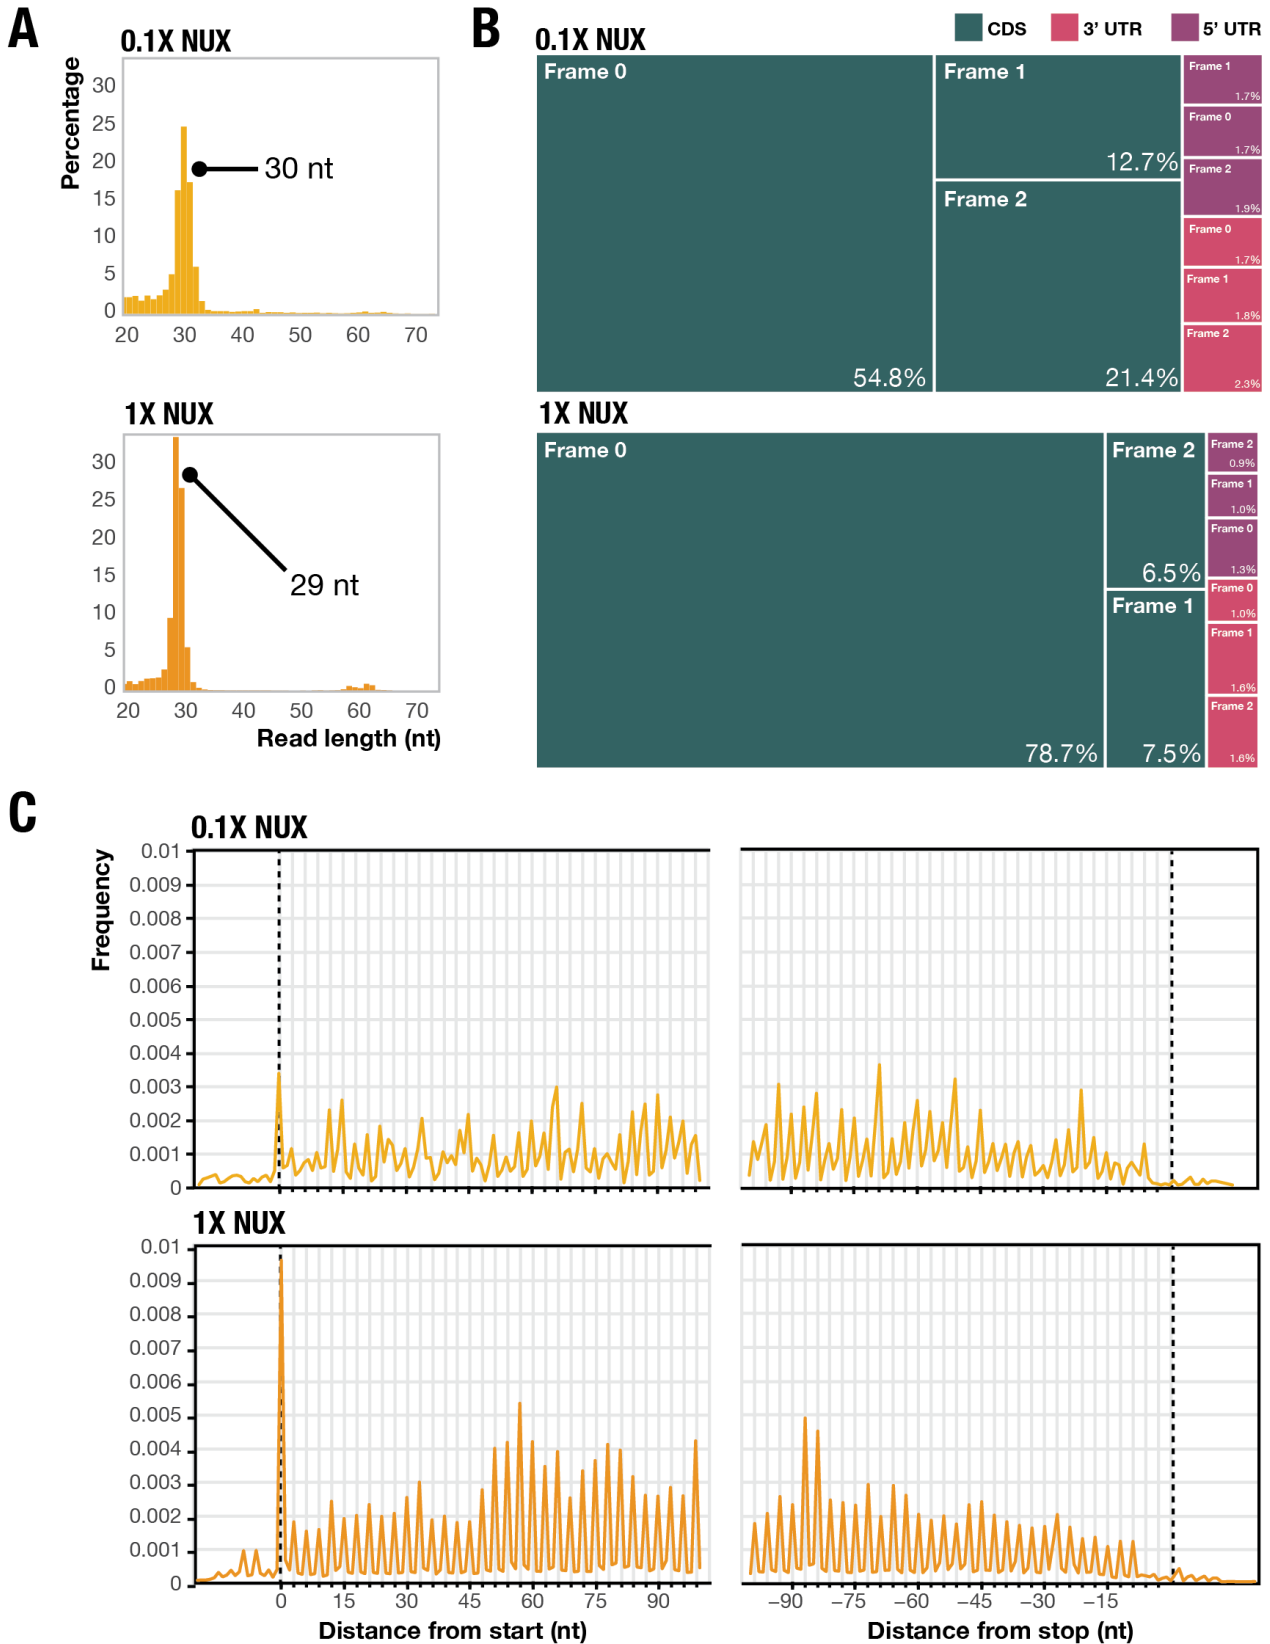 A
0.1X NUX
Percentage
30
25
20
15
10
5
0
30 nt
20 30 40 50 60 70
1X NUX
30
25
20
15
10
5
0
29 nt
20 30 40 50 60 70
Read length (nt)
B
CDS 3’ UTR 5’ UTR
0.1X NUX
Frame 0
54.8%
Frame 1
12.7%
Frame 2
21.4%
Frame 1
1.7%
Frame 0
1.7%
Frame 2
1.9%
Frame 0
1.7%
Frame 1
1.8%
Frame 2
2.3%
1X NUX
Frame 0
78.7%
Frame 2
6.5%
Frame 1
7.5%
Frame 2
0.9%
Frame 1
1.0%
Frame 0
1.3%
Frame 0
1.0%
Frame 1
1.6%
Frame 2
1.6%
C
0.1X NUX
Frequency
0.01
0.009
0.008
0.007
0.006
0.005
0.004
0.003
0.002
0.001
0
1X NUX
0.01
0.009
0.008
0.007
0.006
0.005
0.004
0.003
0.002
0.001
0
0 15 30 45 60 75 90
Distance from start (nt)
−90 −75 −60 −45 −30 −15
Distance from stop (nt)